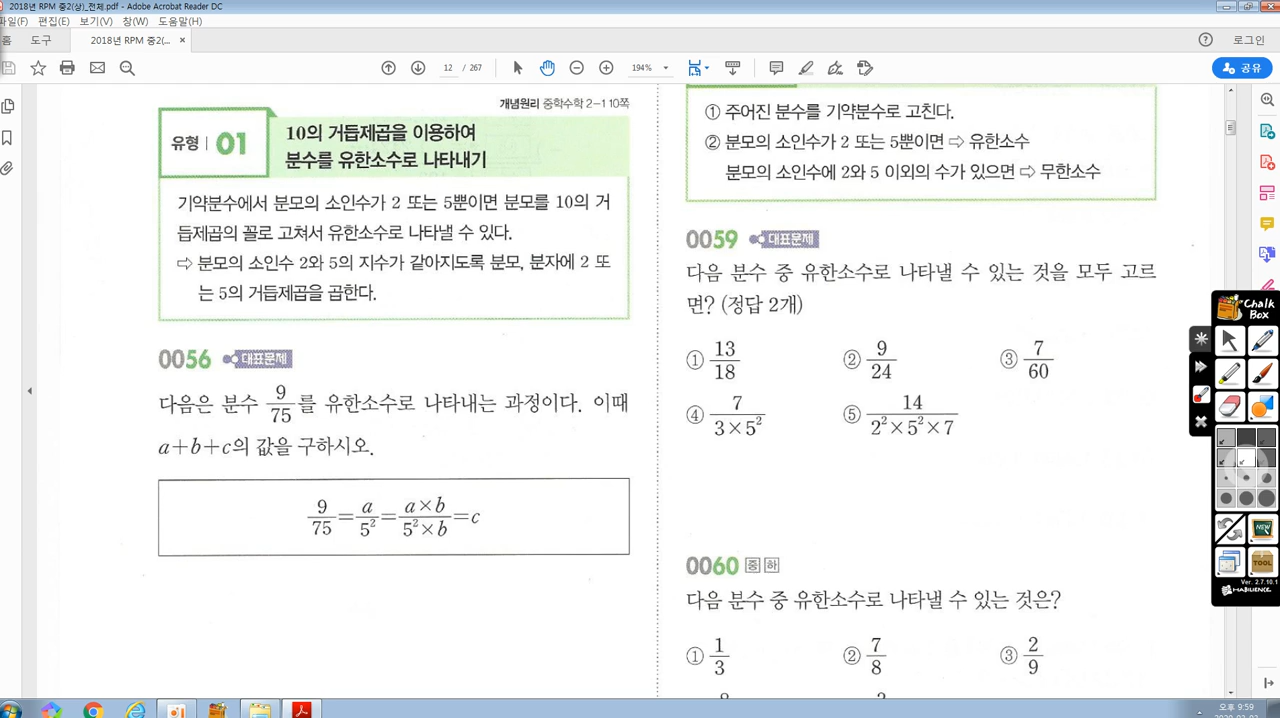 2018년 RPM 중2(상)_전체.pdf - Adobe Acrobat Reader DC
파일(F) 편집(E) 보기(V) 창(W) 도움말(H)
홈 도구 2018년 RPM 중2(... × 로그인
12 / 267 194% 공유
개념원리 중학수학 2-1 10쪽
유형 | 01
10의 거듭제곱을 이용하여
분수를 유한소수로 나타내기
기약분수에서 분모의 소인수가 2 또는 5뿐이면 분모를 10의 거
듭제곱의 꼴로 고쳐서 유한소수로 나타낼 수 있다.
⇨ 분모의 소인수 2와 5의 지수가 같아지도록 분모, 분자에 2 또
는 5의 거듭제곱을 곱한다.
0056 대표문제
다음은 분수 9/75를 유한소수로 나타내는 과정이다. 이때
a+b+c의 값을 구하시오.
9/75 = a/5² = (a×b)/(5²×b) = c
① 주어진 분수를 기약분수로 고친다.
② 분모의 소인수가 2 또는 5뿐이면 ⇨ 유한소수
분모의 소인수에 2와 5 이외의 수가 있으면 ⇨ 무한소수
0059 대표문제
다음 분수 중 유한소수로 나타낼 수 있는 것을 모두 고르
면? (정답 2개)
① 13/18 ② 9/24 ③ 7/60
④ 7/(3×5²) ⑤ 14/(2²×5²×7)
0060 중 하
다음 분수 중 유한소수로 나타낼 수 있는 것은?
① 1/3 ② 7/8 ③ 2/9
Chalk
Box
NEW
TOOL
Ver. 2.7.10.1
HABILIENCE
오후 9:59